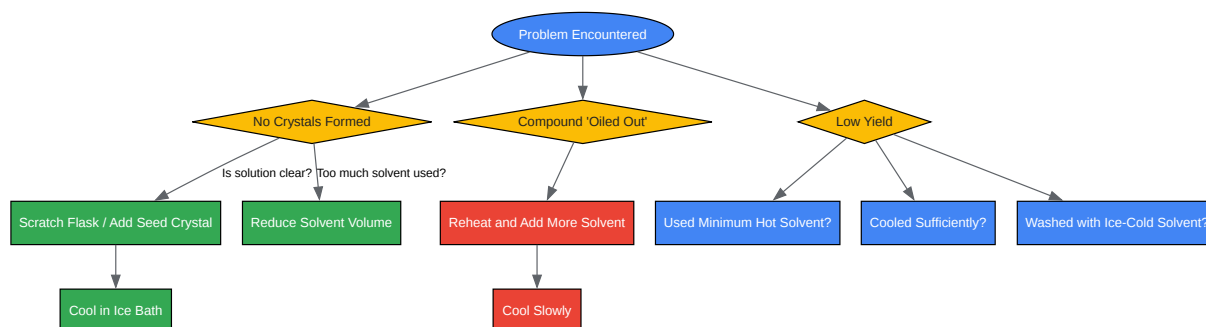 Problem Encountered
No Crystals Formed
Compound 'Oiled Out'
Low Yield
Is solution clear?
Too much solvent used?
Scratch Flask / Add Seed Crystal
Reduce Solvent Volume
Reheat and Add More Solvent
Used Minimum Hot Solvent?
Cooled Sufficiently?
Washed with Ice-Cold Solvent?
Cool in Ice Bath
Cool Slowly